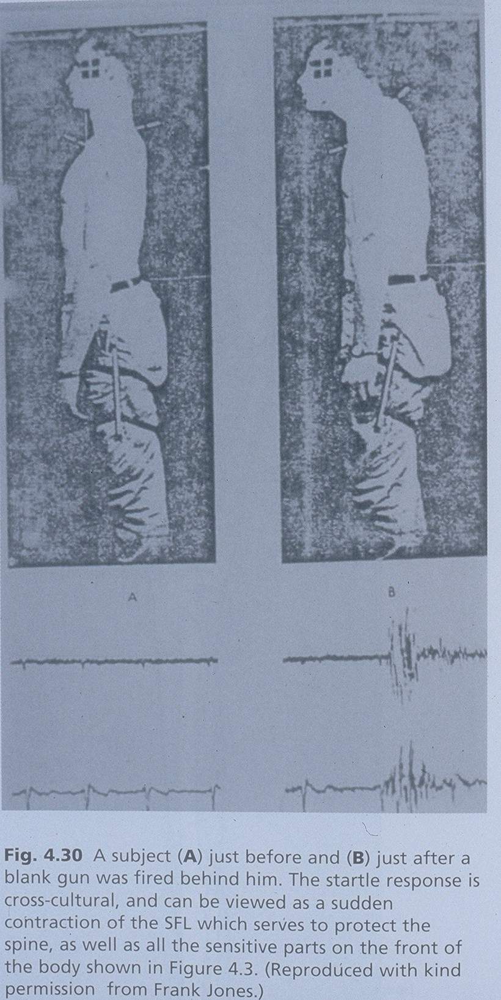 A
B
Fig. 4.30 A subject (A) just before and (B) just after a
blank gun was fired behind him. The startle response is
cross-cultural, and can be viewed as a sudden
contraction of the SFL which serves to protect the
spine, as well as all the sensitive parts on the front of
the body shown in Figure 4.3. (Reproduced with kind
permission from Frank Jones.)